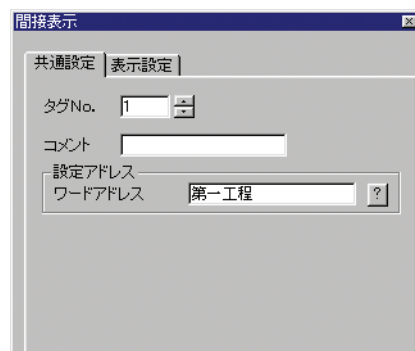 間接表示
共通設定 表示設定
タグNo. 1
コメント
設定アドレス
ワードアドレス 第一工程 ?